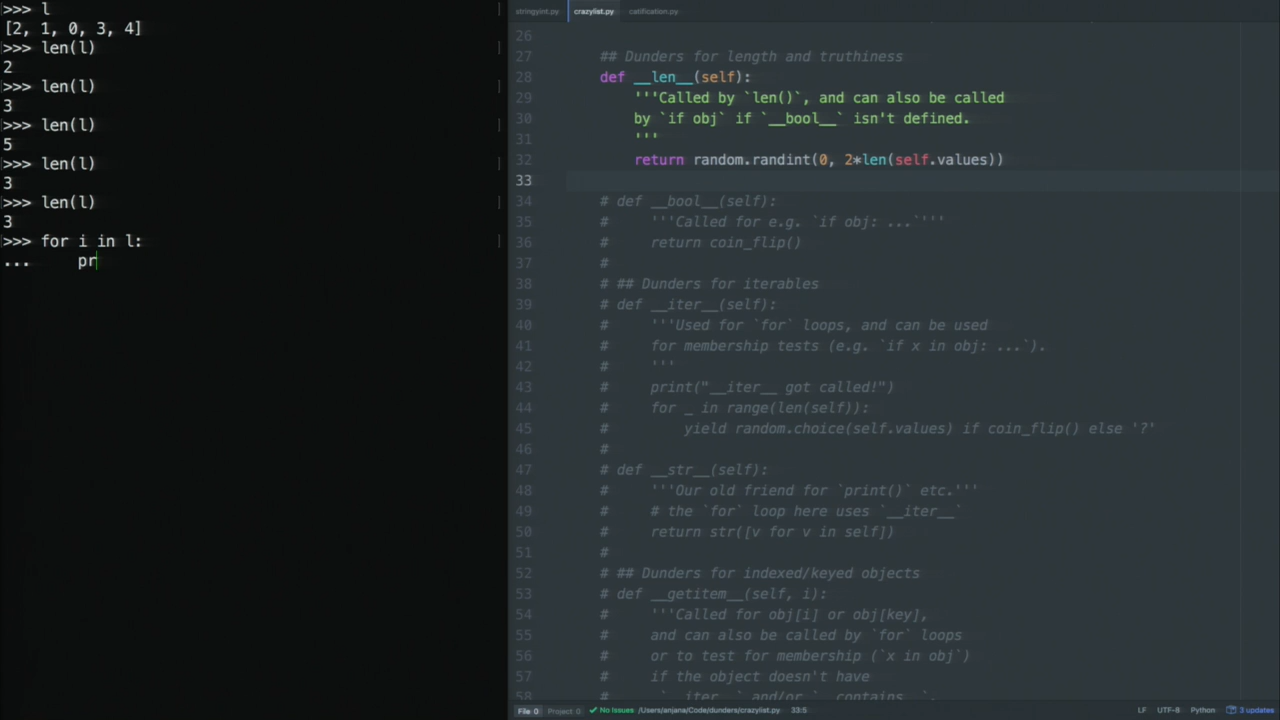 >>> l
[2, 1, 0, 3, 4]
>>> len(l)
2
>>> len(l)
3
>>> len(l)
5
>>> len(l)
3
>>> len(l)
3
>>> for i in l:
...     pr
stringyint.py crazylist.py catification.py
26
27 ## Dunders for length and truthiness
28 def __len__(self):
29     '''Called by `len()`, and can also be called
30     by `if obj` if `__bool__` isn't defined.
31     '''
32     return random.randint(0, 2*len(self.values))
33
34 # def __bool__(self):
35 #     '''Called for e.g. `if obj: ...`'''
36 #     return coin_flip()
37 #
38 # ## Dunders for iterables
39 # def __iter__(self):
40 #     '''Used for `for` loops, and can be used
41 #     for membership tests (e.g. `if x in obj: ...`).
42 #     '''
43 #     print("__iter__ got called!")
44 #     for _ in range(len(self)):
45 #         yield random.choice(self.values) if coin_flip() else '?'
46 #
47 # def __str__(self):
48 #     '''Our old friend for `print()` etc.'''
49 #     # the `for` loop here uses `__iter__`
50 #     return str([v for v in self])
51 #
52 # ## Dunders for indexed/keyed objects
53 # def __getitem__(self, i):
54 #     '''Called for obj[i] or obj[key],
55 #     and can also be called by `for` loops
56 #     or to test for membership (`x in obj`)
57 #     if the object doesn't have
58 #     `__iter__` and/or `__contains__`.
File 0 Project 0 No Issues /Users/anjana/Code/dunders/crazylist.py 33:5 LF UTF-8 Python 3 updates